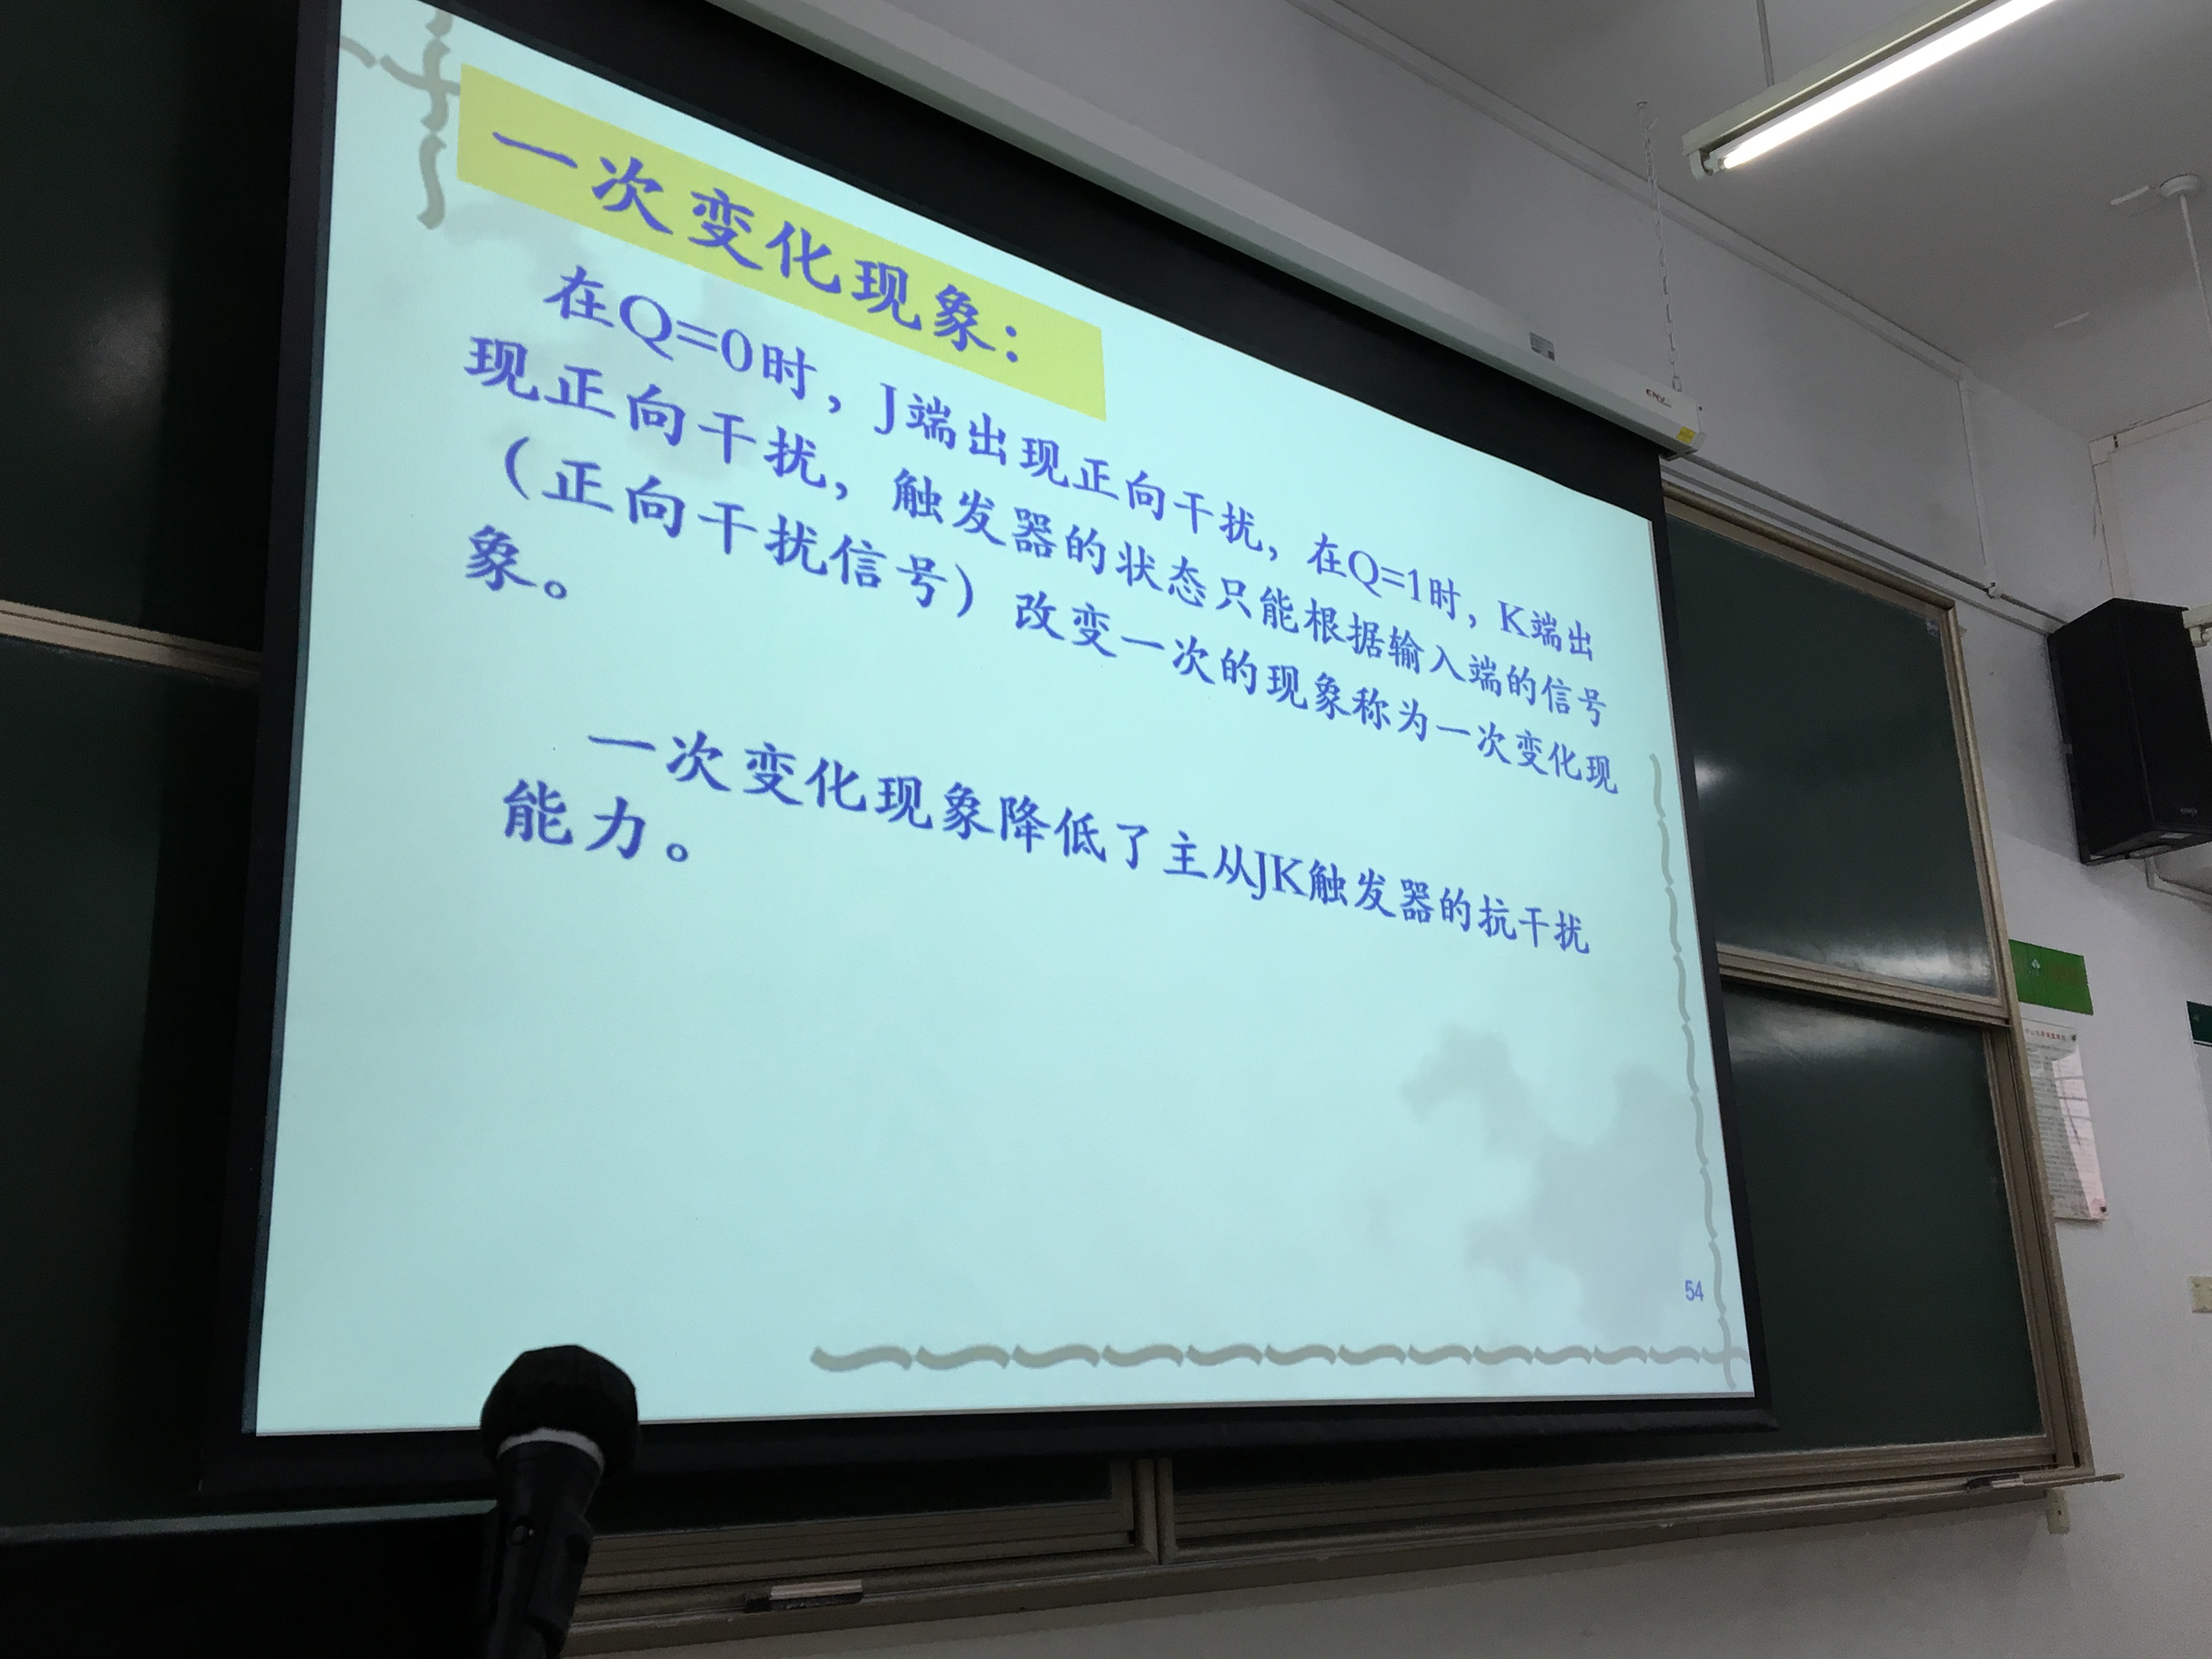 一次变化现象：
在Q=0时，J端出现正向干扰，在Q=1时，K端出
现正向干扰，触发器的状态只能根据输入端的信号
（正向干扰信号）改变一次的现象称为一次变化现
象。
一次变化现象降低了主从JK触发器的抗干扰
能力。
54